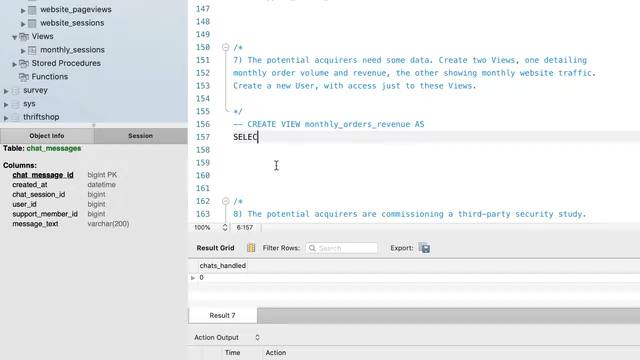 website_pageviews
website_sessions
Views
monthly_sessions
Stored Procedures
Functions
survey
sys
thriftshop
Object Info Session
Table: chat_messages
Columns:
chat_message_id bigint PK
created_at datetime
chat_session_id bigint
user_id bigint
support_member_id bigint
message_text varchar(200)
147
148
149
150 /*
151 7) The potential acquirers need some data. Create two Views, one detailing
152 monthly order volume and revenue, the other showing monthly website traffic.
153 Create a new User, with access just to these Views.
154
155 */
156 -- CREATE VIEW monthly_orders_revenue AS
157 SELEC
158
159
160
161
162 /*
163 8) The potential acquirers are commissioning a third-party security study.
100% 6:157
Result Grid Filter Rows: Search Export:
chats_handled
0
Result 7
Action Output
Time Action